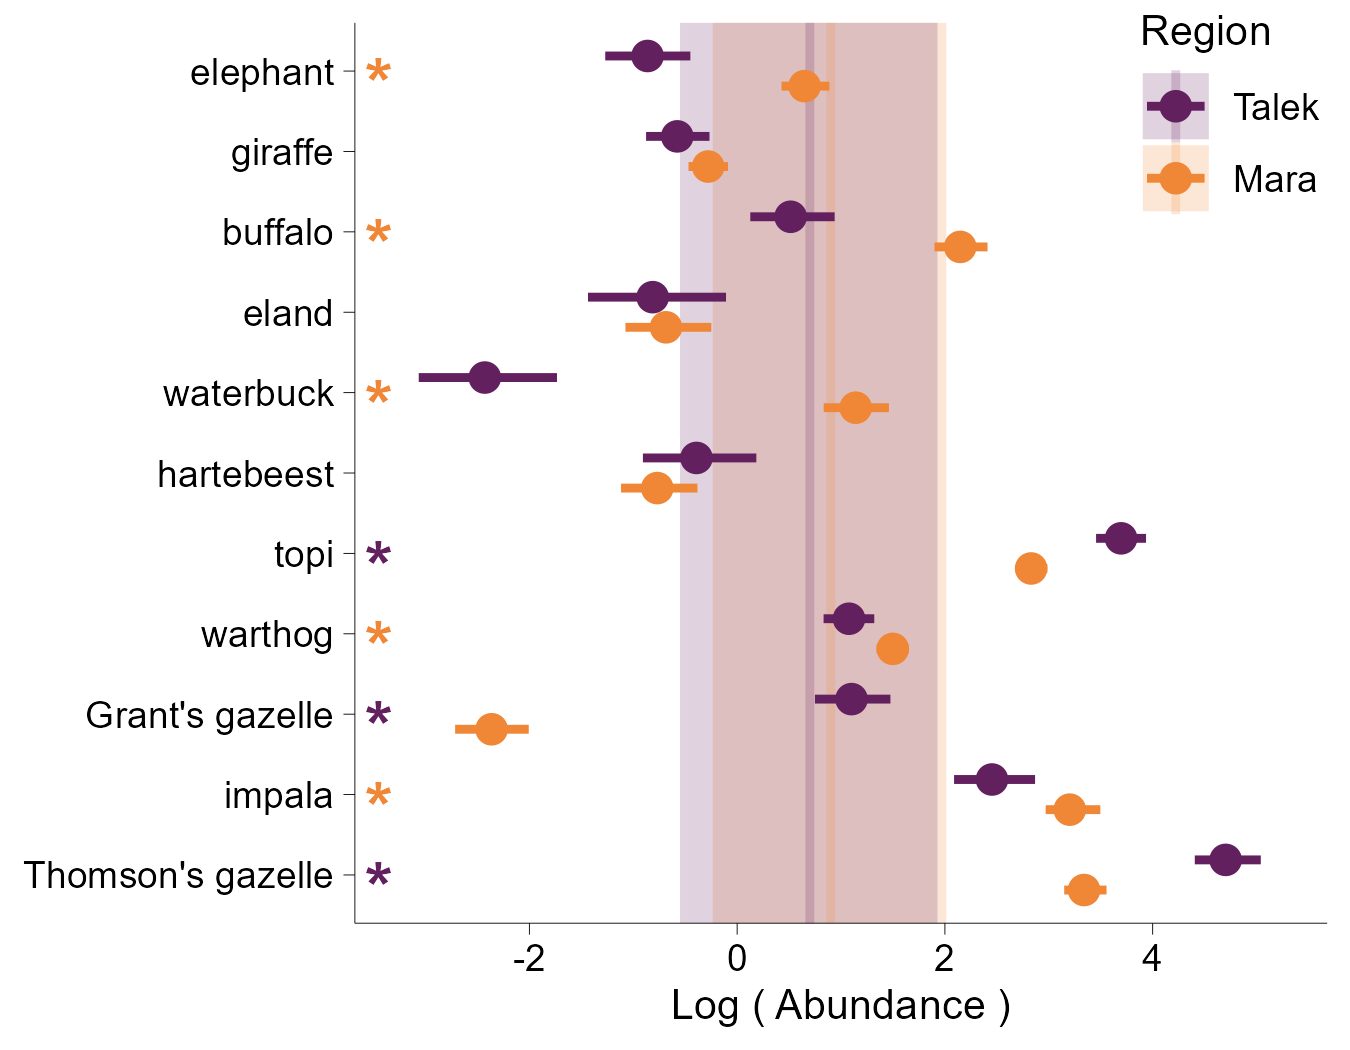 Region
Talek
Mara
elephant *
giraffe
buffalo *
eland
waterbuck *
hartebeest
topi *
warthog *
Grant's gazelle *
impala *
Thomson's gazelle *
-2 0 2 4
Log ( Abundance )